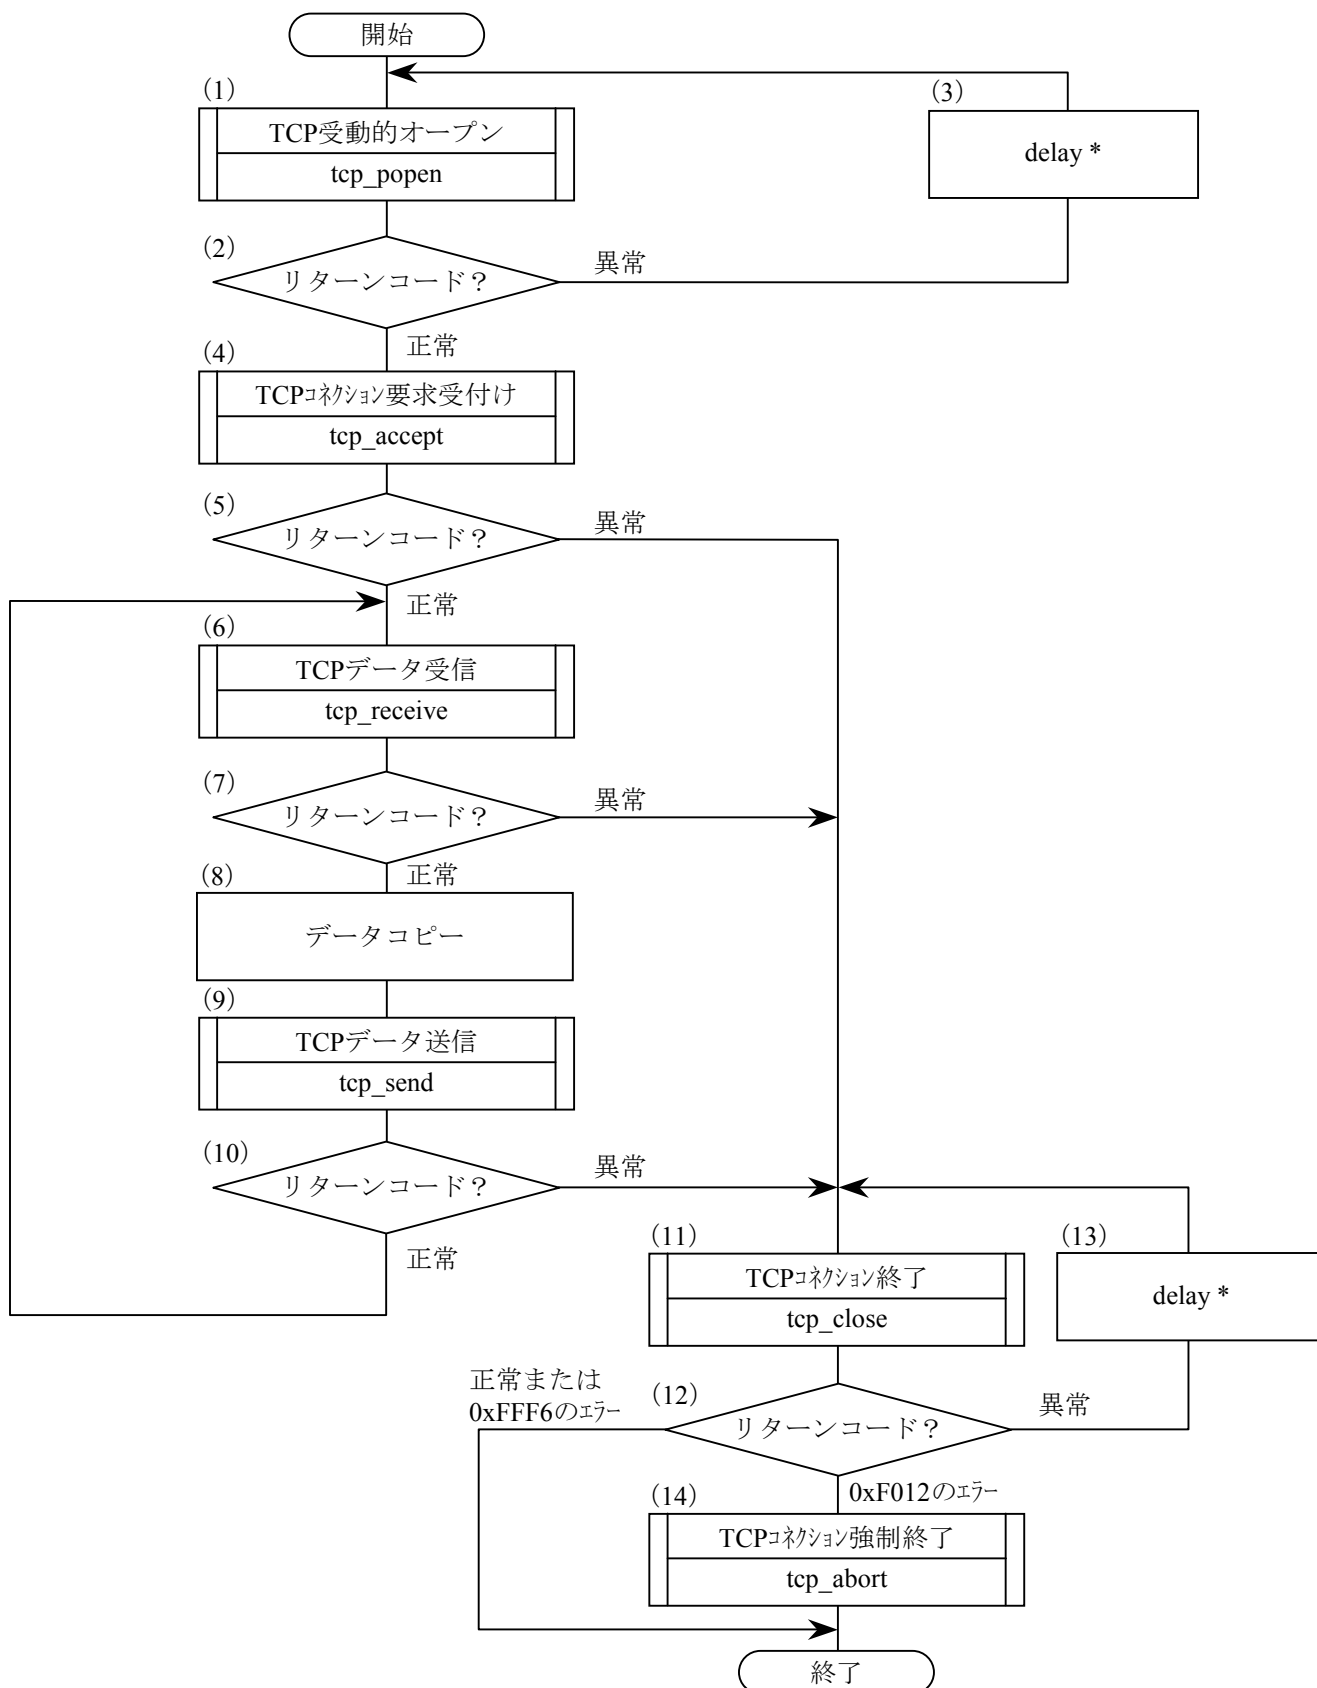 開始
(1)
TCP受動的オープン
tcp_popen
(3)
delay *
(2)
リターンコード？
異常
正常
(4)
TCPｺﾈｸｼｮﾝ要求受付け
tcp_accept
(5)
リターンコード？
異常
正常
(6)
TCPデータ受信
tcp_receive
(7)
リターンコード？
異常
正常
(8)
データコピー
(9)
TCPデータ送信
tcp_send
(10)
リターンコード？
異常
正常
(11)
TCPｺﾈｸｼｮﾝ終了
tcp_close
(13)
delay *
(12)
リターンコード？
正常または
0xFFF6のｴﾗｰ
異常
0xF012のｴﾗｰ
(14)
TCPｺﾈｸｼｮﾝ強制終了
tcp_abort
終了